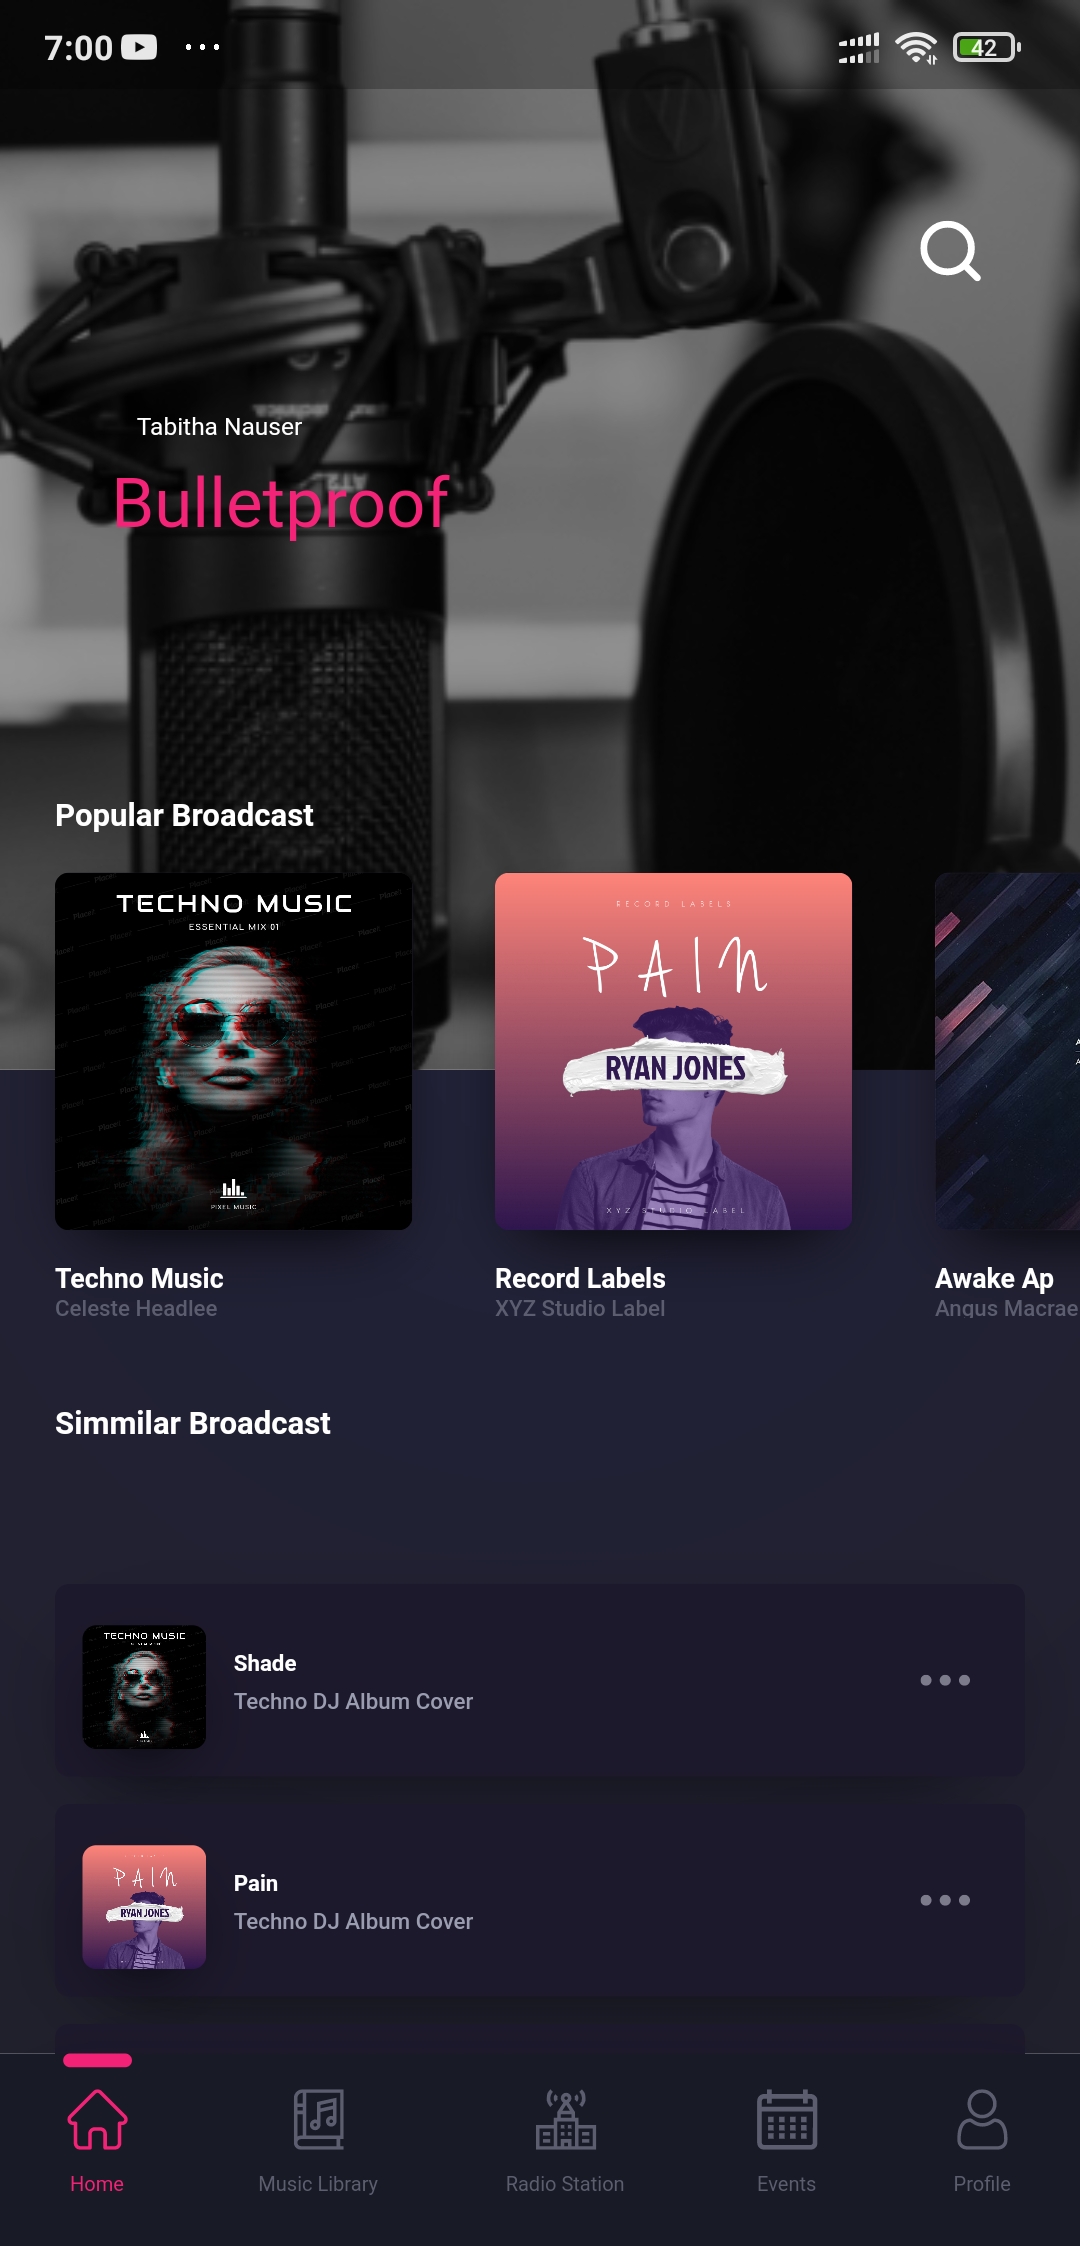 7:00
42
Tabitha Nauser
Bulletproof
Popular Broadcast
TECHNO MUSIC
ESSENTIAL MIX 01
PIXEL MUSIC
RECORD LABELS
PAIN
RYAN JONES
XYZ STUDIO LABEL
Techno Music
Celeste Headlee
Record Labels
XYZ Studio Label
Awake Ap
Angus Macrae
Simmilar Broadcast
TECHNO MUSIC
Shade
Techno DJ Album Cover
PAIN
RYAN JONES
Pain
Techno DJ Album Cover
Home
Music Library
Radio Station
Events
Profile